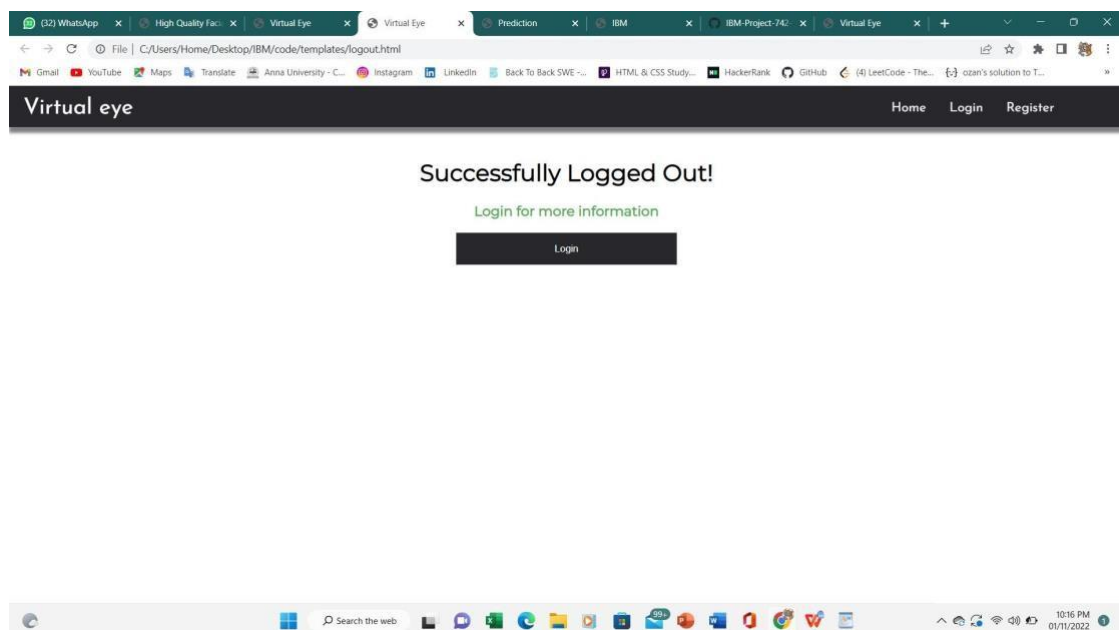 (32) WhatsApp High Quality Fac Virtual Eye Virtual Eye Prediction IBM IBM-Project-742- Virtual Eye
File C:/Users/Home/Desktop/IBM/code/templates/logout.html
Gmail YouTube Maps Translate Anna University - C... Instagram LinkedIn Back To Back SWE -... HTML & CSS Study... HackerRank GitHub (4) LeetCode - The... ozan's solution to T...
Virtual eye Home Login Register
Successfully Logged Out!
Login for more information
Login
Search the web 99+ 10:16 PM
01/11/2022